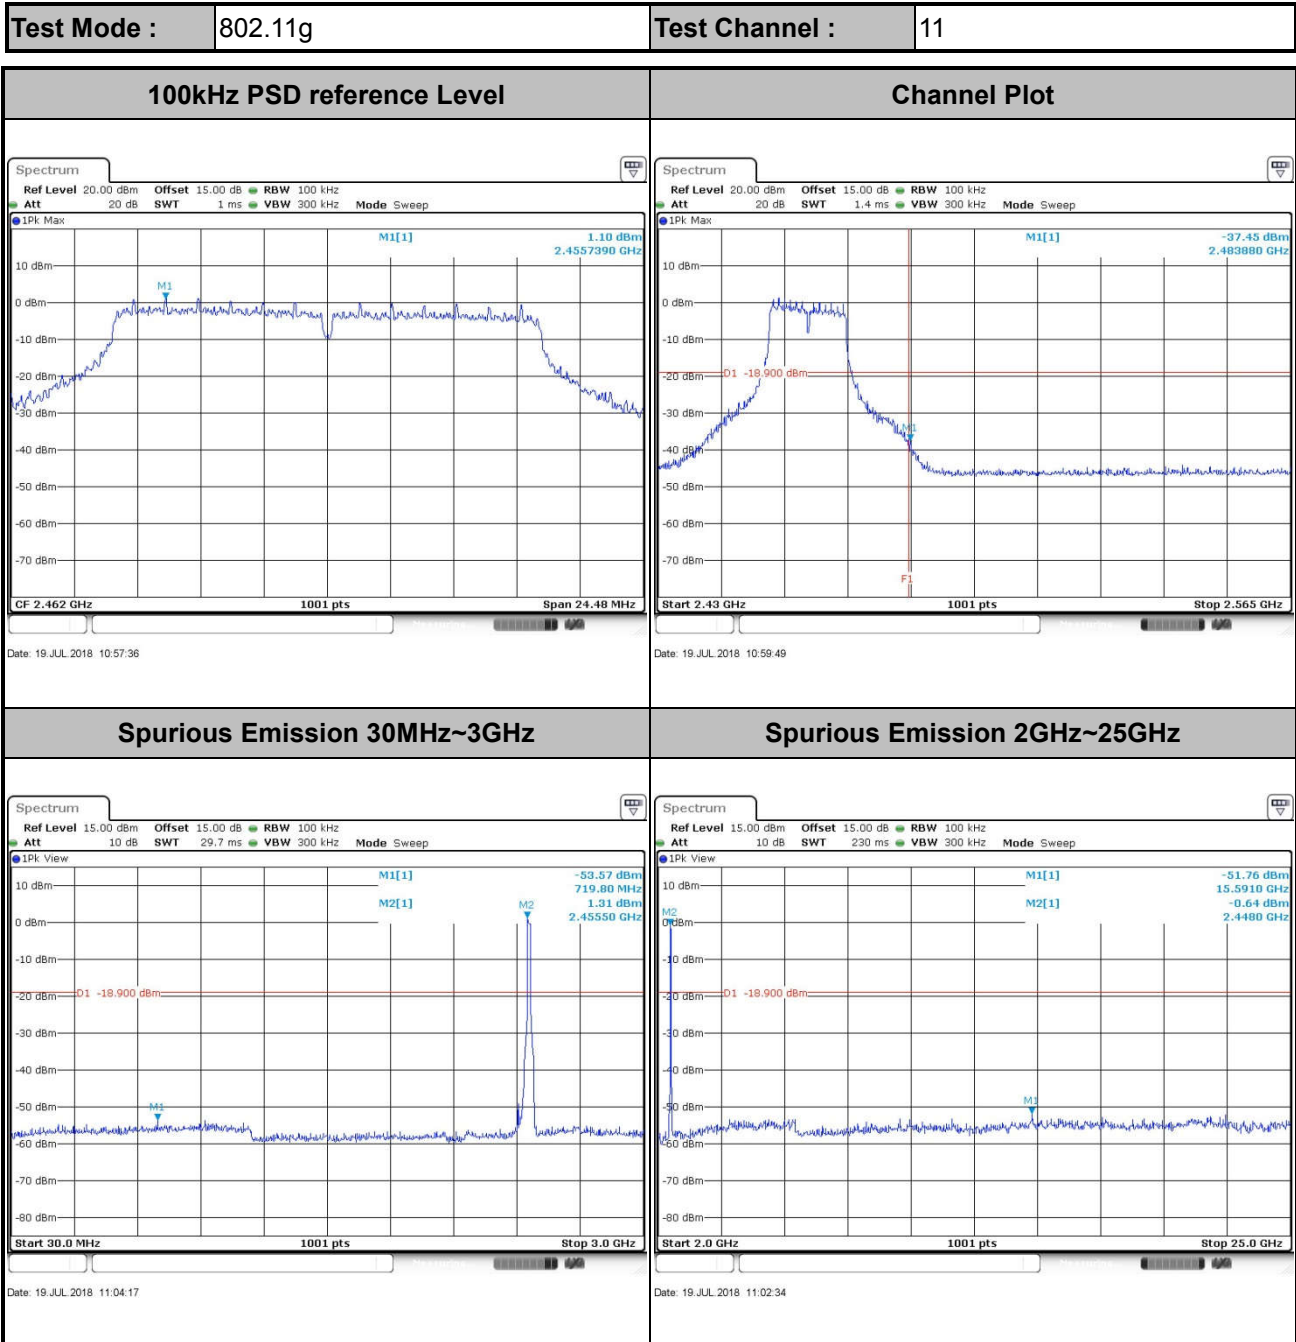 Test Mode : 802.11g Test Channel : 11
100kHz PSD reference Level Channel Plot
Spectrum
Ref Level 20.00 dBm Offset 15.00 dB RBW 100 kHz
Att 20 dB SWT 1 ms VBW 300 kHz Mode Sweep
1Pk Max
M1[1] 1.10 dBm
2.4557390 GHz
10 dBm
M1
0 dBm
-10 dBm
-20 dBm
-30 dBm
-40 dBm
-50 dBm
-60 dBm
-70 dBm
CF 2.462 GHz 1001 pts Span 24.48 MHz
Date: 19.JUL.2018 10:57:36
Spectrum
Ref Level 20.00 dBm Offset 15.00 dB RBW 100 kHz
Att 20 dB SWT 1.4 ms VBW 300 kHz Mode Sweep
1Pk Max
M1[1] -37.45 dBm
2.483880 GHz
10 dBm
0 dBm
-10 dBm
-20 dBm D1 -18.900 dBm
-30 dBm
M1
-40 dBm
-50 dBm
-60 dBm
-70 dBm
F1
Start 2.43 GHz 1001 pts Stop 2.565 GHz
Date: 19.JUL.2018 10:59:49
Spurious Emission 30MHz~3GHz Spurious Emission 2GHz~25GHz
Spectrum
Ref Level 15.00 dBm Offset 15.00 dB RBW 100 kHz
Att 10 dB SWT 29.7 ms VBW 300 kHz Mode Sweep
1Pk View
M1[1] -53.57 dBm
719.80 MHz
10 dBm
M2[1] 1.31 dBm
M2
2.45550 GHz
0 dBm
-10 dBm
-20 dBm D1 -18.900 dBm
-30 dBm
-40 dBm
-50 dBm
M1
-60 dBm
-70 dBm
-80 dBm
Start 30.0 MHz 1001 pts Stop 3.0 GHz
Date: 19.JUL.2018 11:04:17
Spectrum
Ref Level 15.00 dBm Offset 15.00 dB RBW 100 kHz
Att 10 dB SWT 230 ms VBW 300 kHz Mode Sweep
1Pk View
M1[1] -51.76 dBm
15.5910 GHz
10 dBm
M2[1] -0.64 dBm
M2
2.4480 GHz
0 dBm
-10 dBm
-20 dBm D1 -18.900 dBm
-30 dBm
-40 dBm
M1
-50 dBm
-60 dBm
-70 dBm
-80 dBm
Start 2.0 GHz 1001 pts Stop 25.0 GHz
Date: 19.JUL.2018 11:02:34